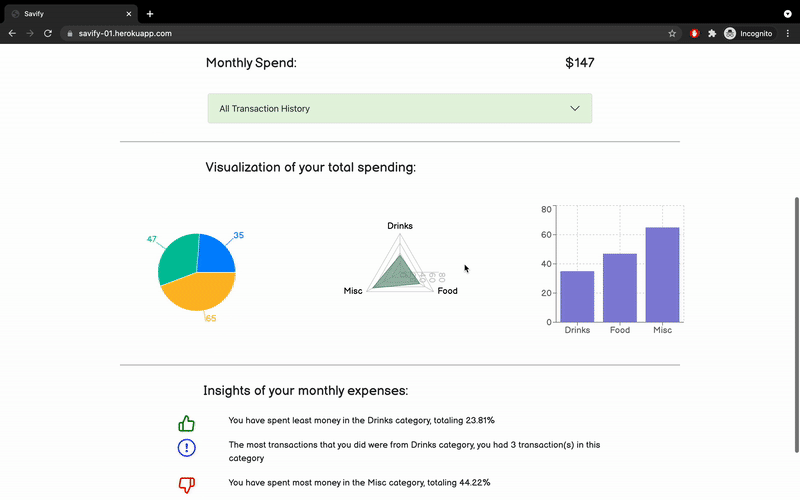 Savify
savify-01.herokuapp.com
Incognito
Monthly Spend: $147
All Transaction History
Visualization of your total spending:
47
35
65
Drinks
Misc
Food
80
60
40
20
0
Drinks Food Misc
Insights of your monthly expenses:
You have spent least money in the Drinks category, totaling 23.81%
The most transactions that you did were from Drinks category, you had 3 transaction(s) in this
category
You have spent most money in the Misc category, totaling 44.22%